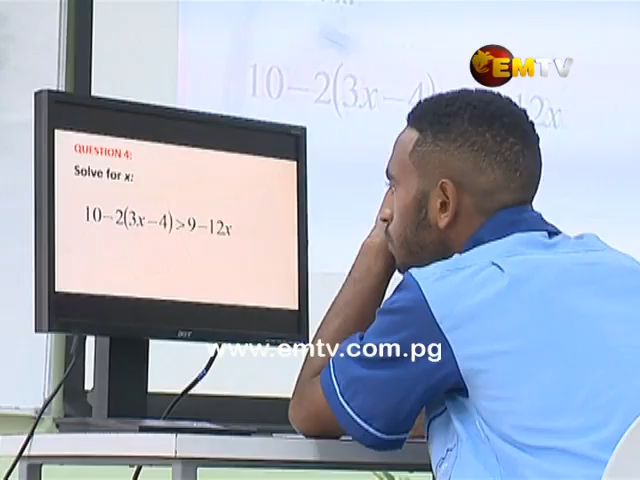 EMTV
10-2(3x-4) 12x
QUESTION 4:
Solve for x:
10-2(3x-4)>9-12x
acer
www.emtv.com.pg